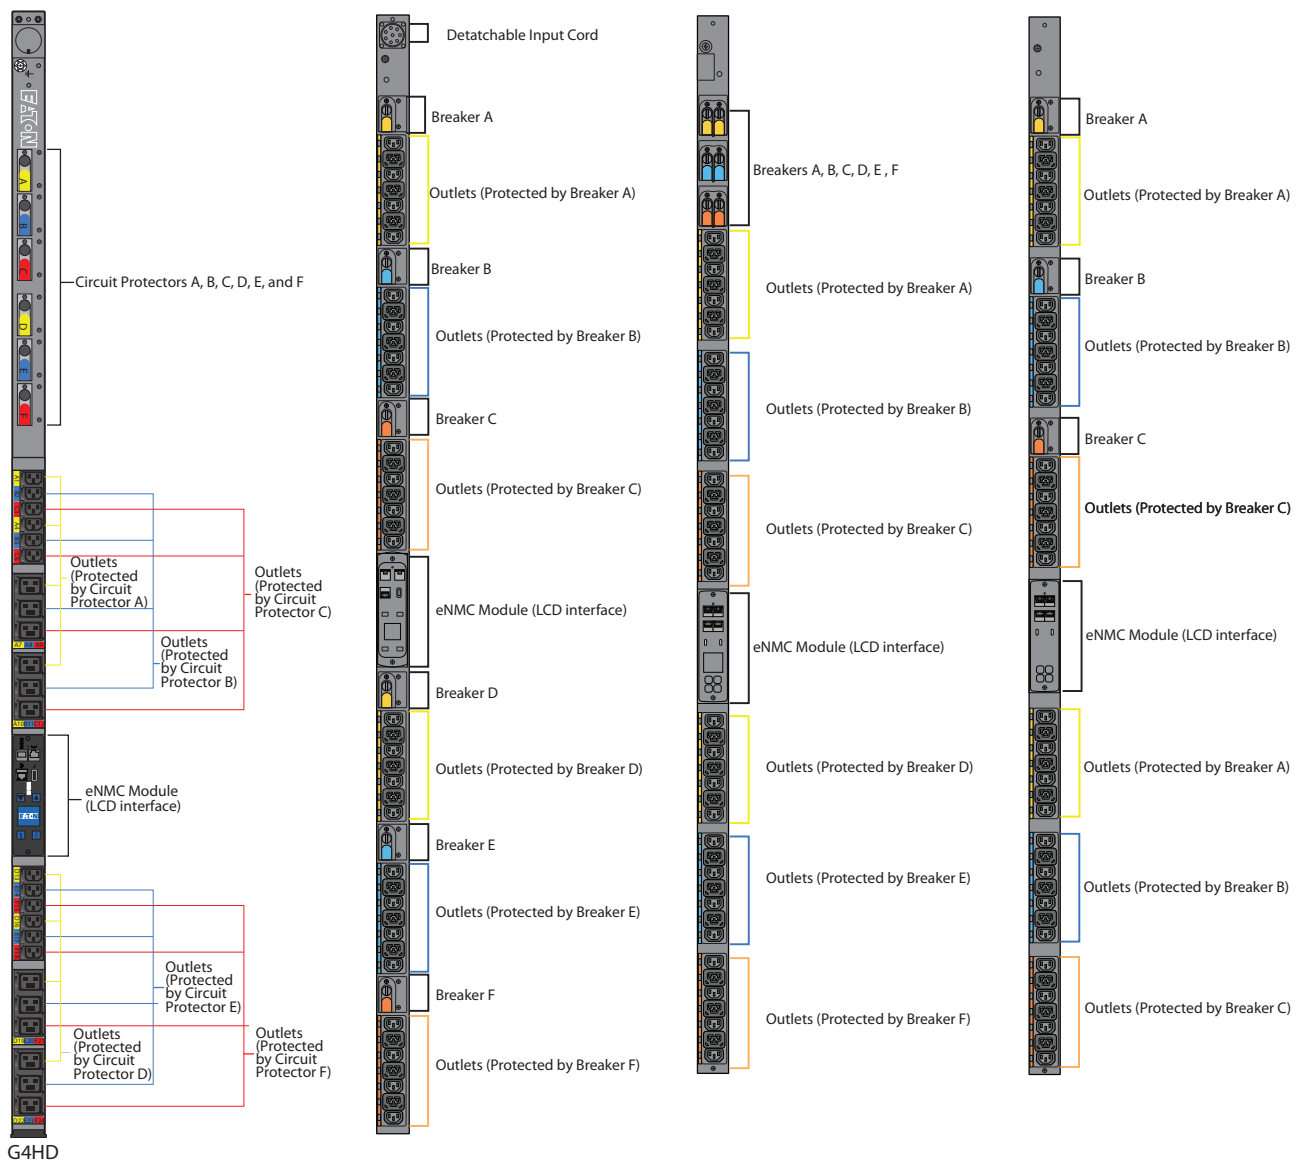 Detatchable Input Cord
Breaker A
Outlets (Protected by Breaker A)
Breaker B
Outlets (Protected by Breaker B)
Breaker C
Outlets (Protected by Breaker C)
eNMC Module (LCD interface)
Breaker D
Outlets (Protected by Breaker D)
Breaker E
Outlets (Protected by Breaker E)
Breaker F
Outlets (Protected by Breaker F)
Breakers A, B, C, D, E , F
Outlets (Protected by Breaker A)
Outlets (Protected by Breaker B)
Outlets (Protected by Breaker C)
eNMC Module (LCD interface)
Outlets (Protected by Breaker D)
Outlets (Protected by Breaker E)
Outlets (Protected by Breaker F)
Breaker A
Outlets (Protected by Breaker A)
Breaker B
Outlets (Protected by Breaker B)
Breaker C
Outlets (Protected by Breaker C)
eNMC Module (LCD interface)
Outlets (Protected by Breaker A)
Outlets (Protected by Breaker B)
Outlets (Protected by Breaker C)
EATON
A
B
C
D
E
F
Circuit Protectors A, B, C, D, E, and F
Outlets
(Protected
by Circuit
Protector A)
Outlets
(Protected
by Circuit
Protector C)
Outlets
(Protected
by Circuit
Protector B)
A7
A10
eNMC Module
(LCD interface)
EATON
Outlets
(Protected
by Circuit
Protector E)
Outlets
(Protected
by Circuit
Protector D)
Outlets
(Protected
by Circuit
Protector F)
G4HD